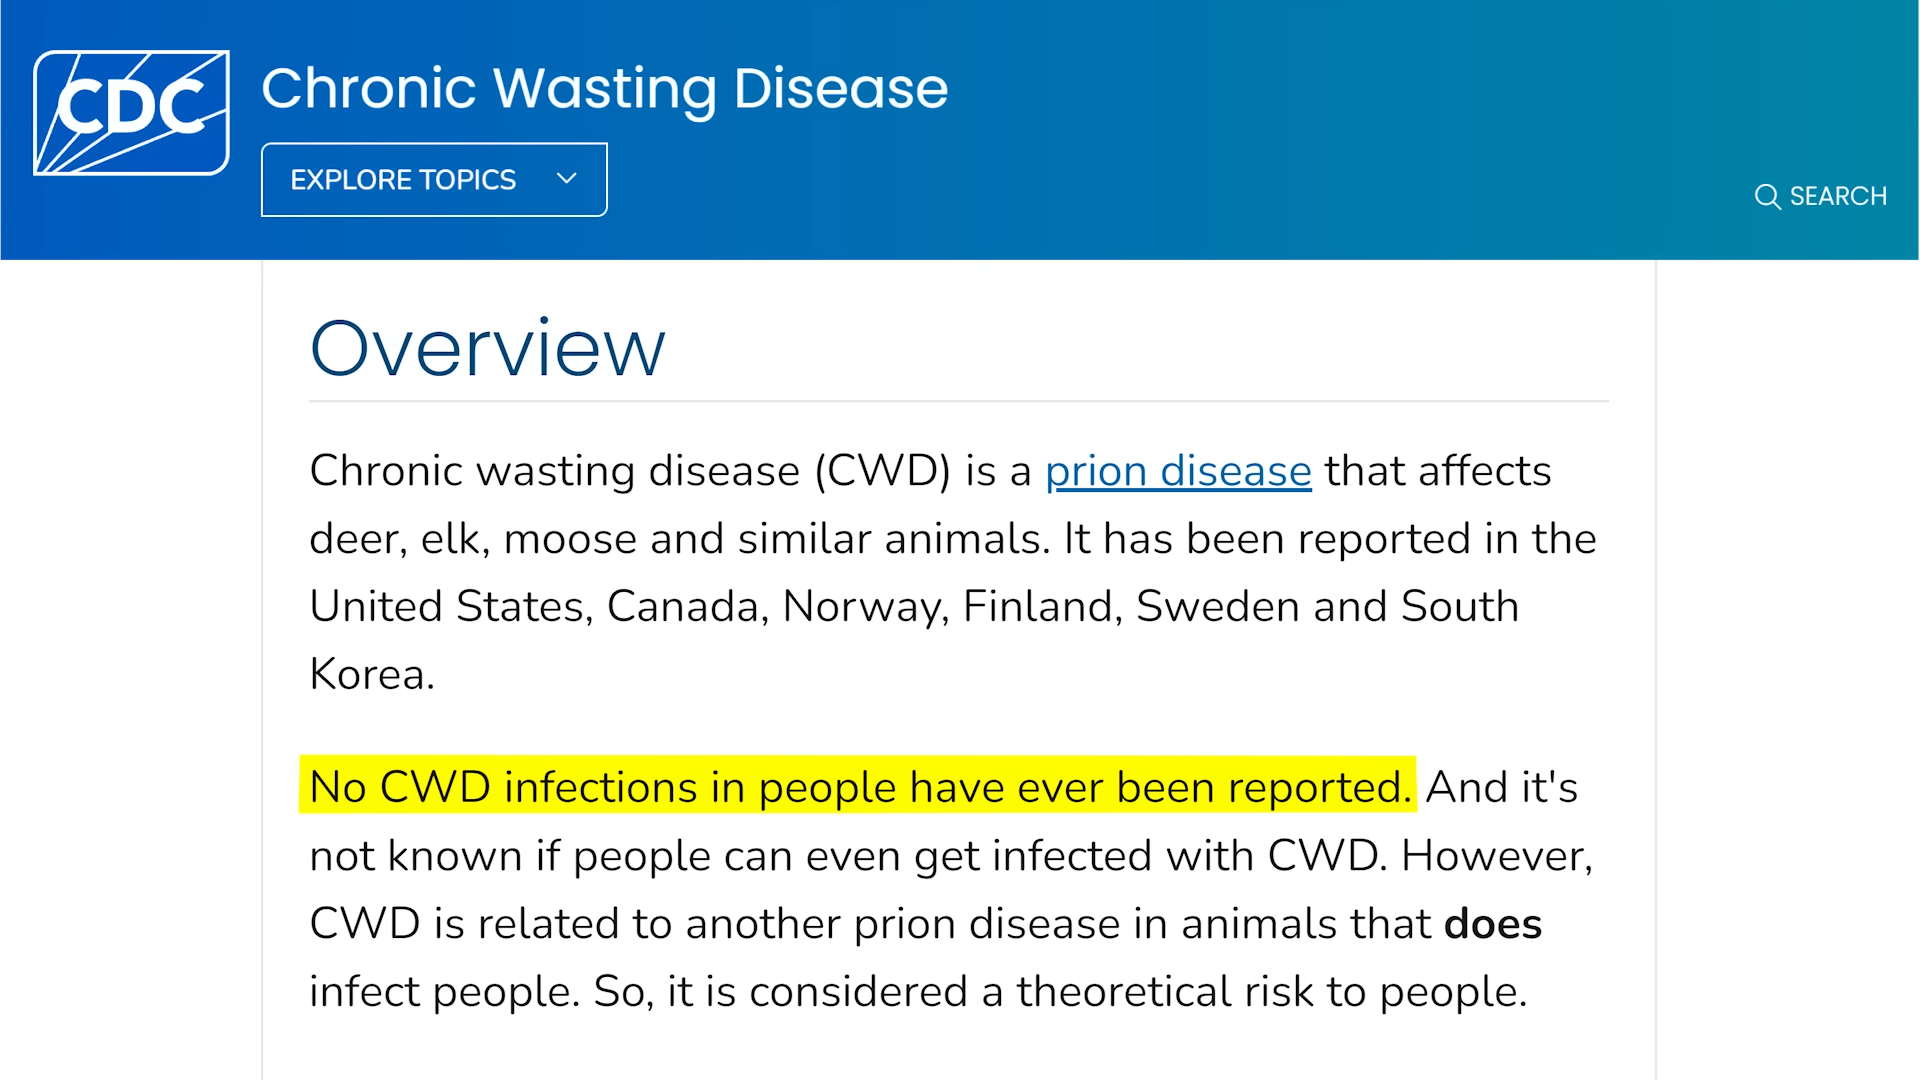 CDC
Chronic Wasting Disease
EXPLORE TOPICS
SEARCH
Overview
Chronic wasting disease (CWD) is a prion disease that affects
deer, elk, moose and similar animals. It has been reported in the
United States, Canada, Norway, Finland, Sweden and South
Korea.
No CWD infections in people have ever been reported. And it's
not known if people can even get infected with CWD. However,
CWD is related to another prion disease in animals that does
infect people. So, it is considered a theoretical risk to people.